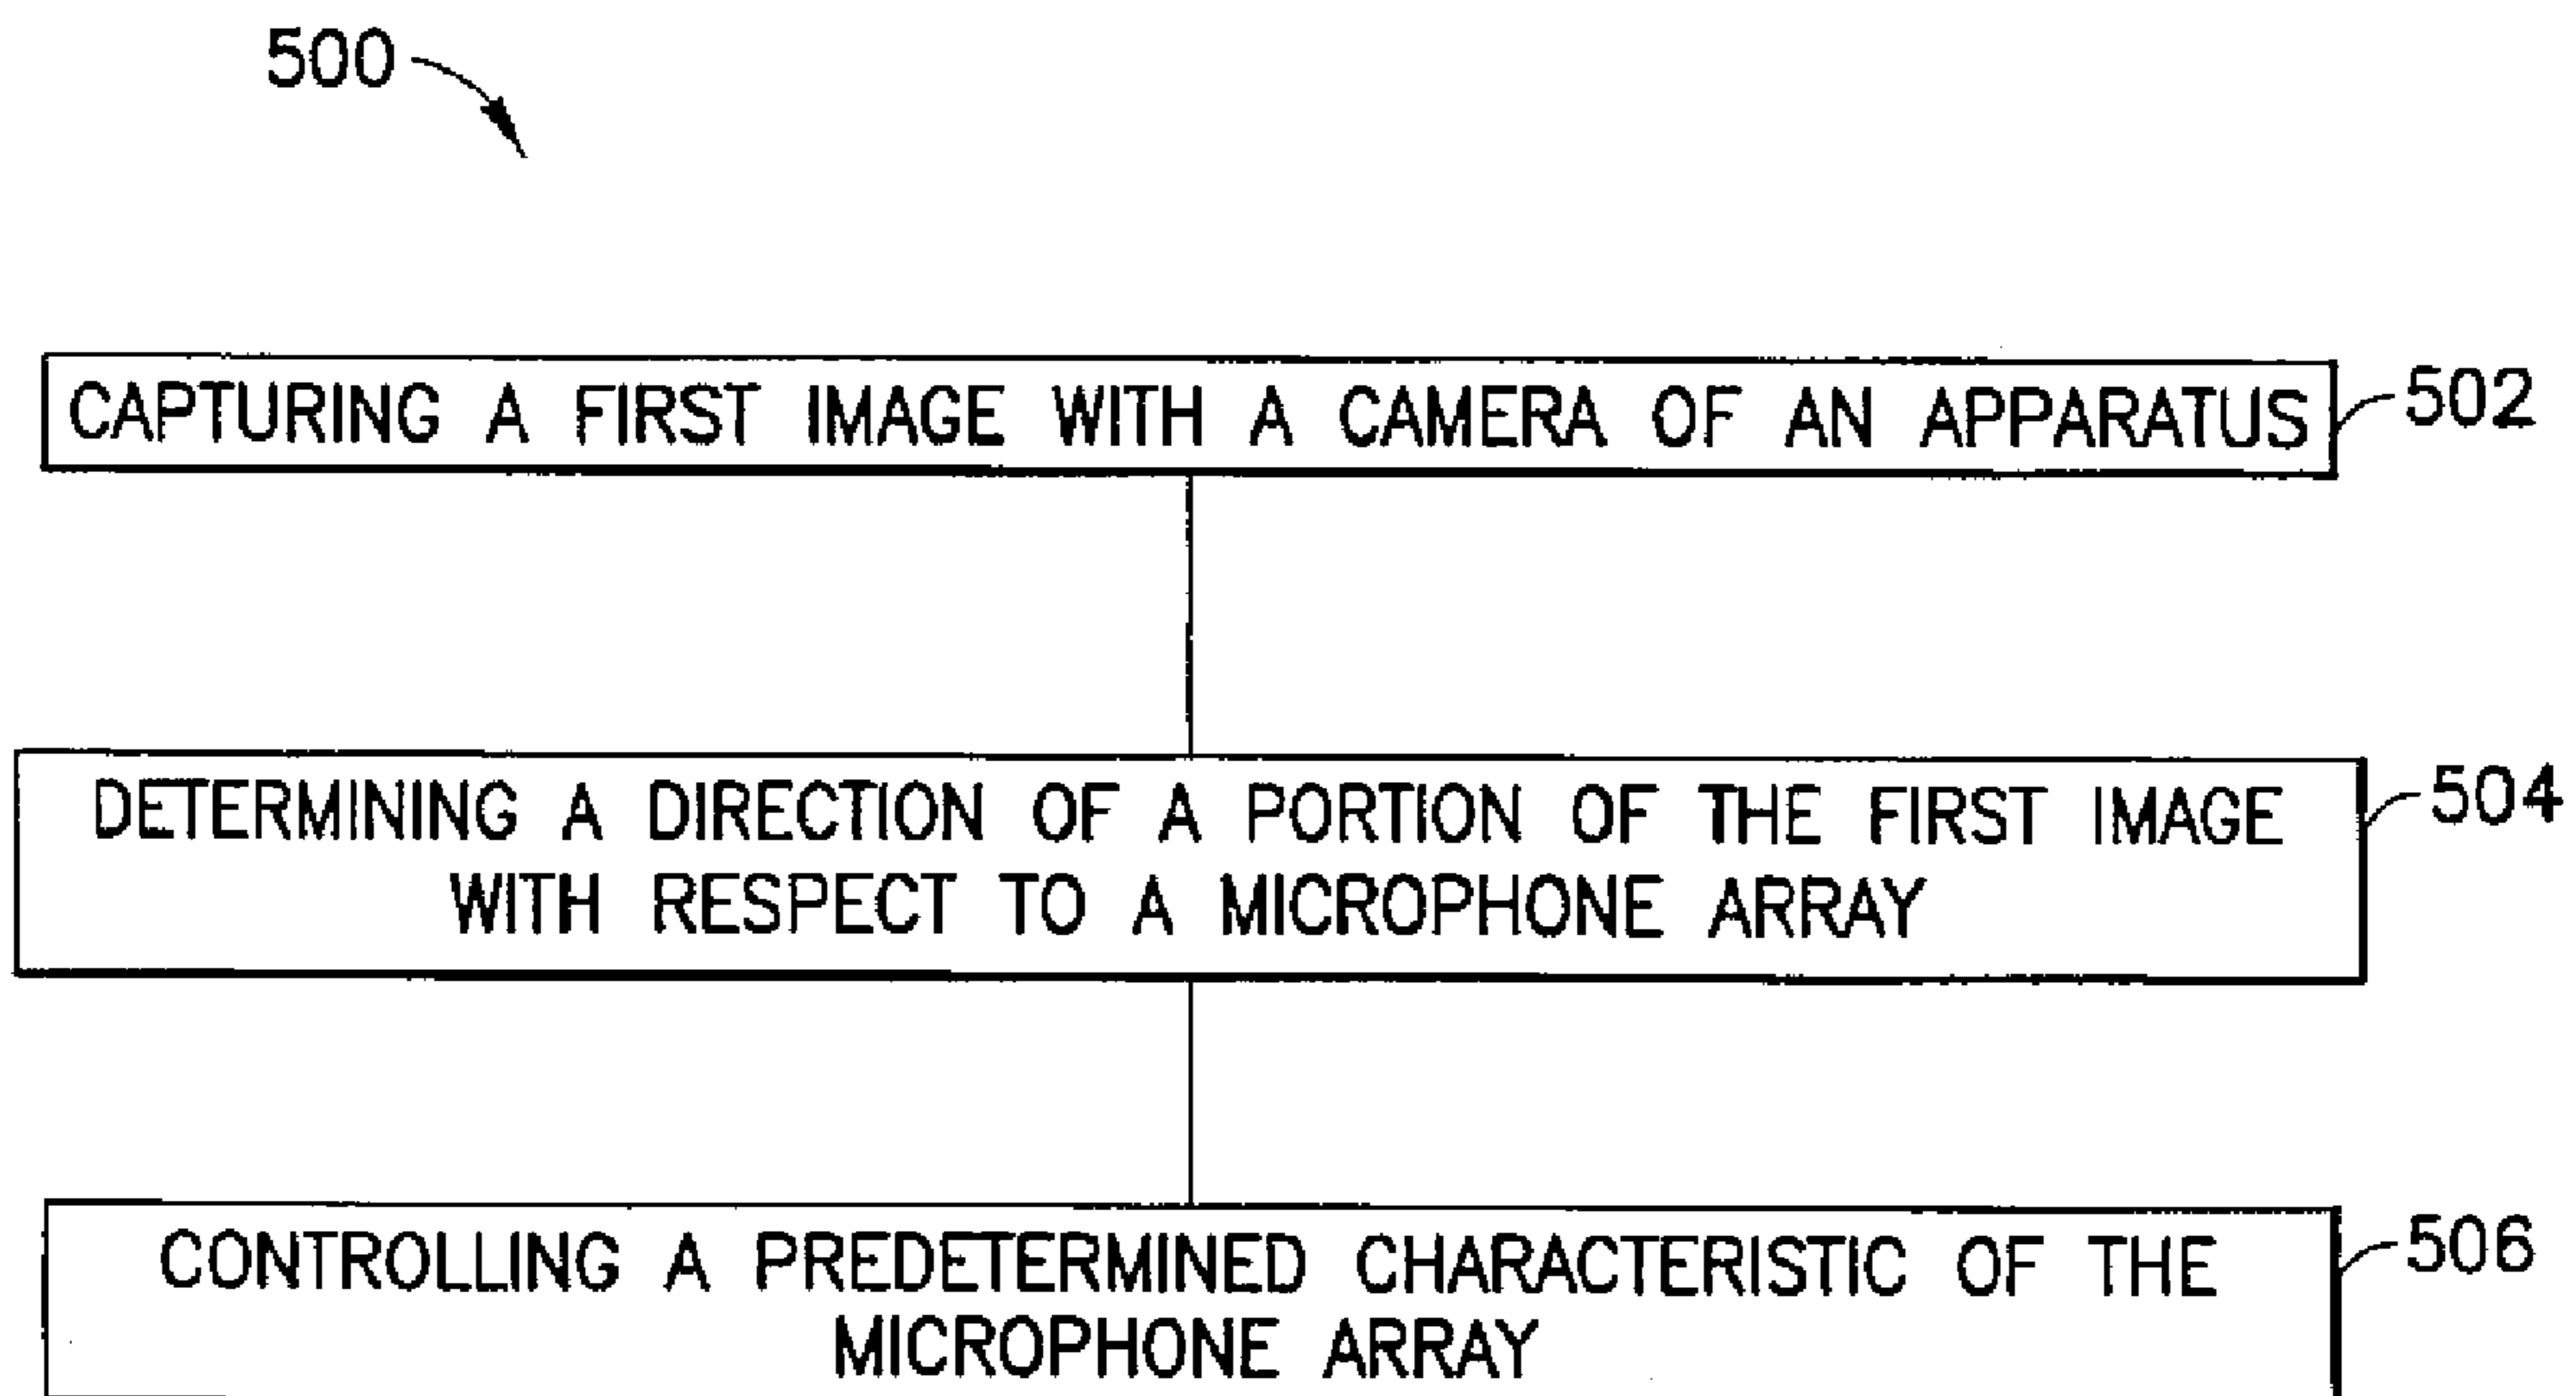 500
CAPTURING A FIRST IMAGE WITH A CAMERA OF AN APPARATUS
502
DETERMINING A DIRECTION OF A PORTION OF THE FIRST IMAGE
WITH RESPECT TO A MICROPHONE ARRAY
504
CONTROLLING A PREDETERMINED CHARACTERISTIC OF THE
MICROPHONE ARRAY
506